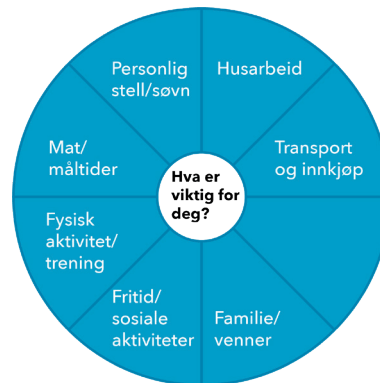 Personlig
stell/søvn
Husarbeid
Mat/
måltider
Hva er
viktig for
deg?
Transport
og innkjøp
Fysisk
aktivitet/
trening
Fritid/
sosiale
aktiviteter
Familie/
venner